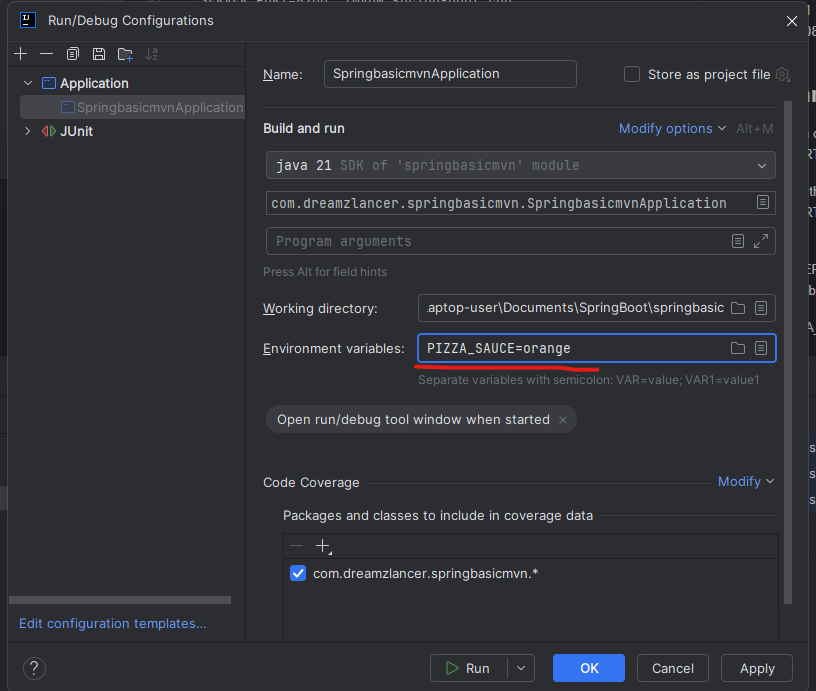 Run/Debug Configurations
Application
SpringbasicmvnApplication
JUnit
Edit configuration templates...
Name: SpringbasicmvnApplication Store as project file
Build and run Modify options Alt+M
java 21 SDK of 'springbasicmvn' module
com.dreamzlancer.springbasicmvn.SpringbasicmvnApplication
Program arguments
Press Alt for field hints
Working directory: aptop-user\Documents\SpringBoot\springbasic
Environment variables: PIZZA_SAUCE=orange
Separate variables with semicolon: VAR=value; VAR1=value1
Open run/debug tool window when started
Code Coverage Modify
Packages and classes to include in coverage data
com.dreamzlancer.springbasicmvn.*
? Run OK Cancel Apply